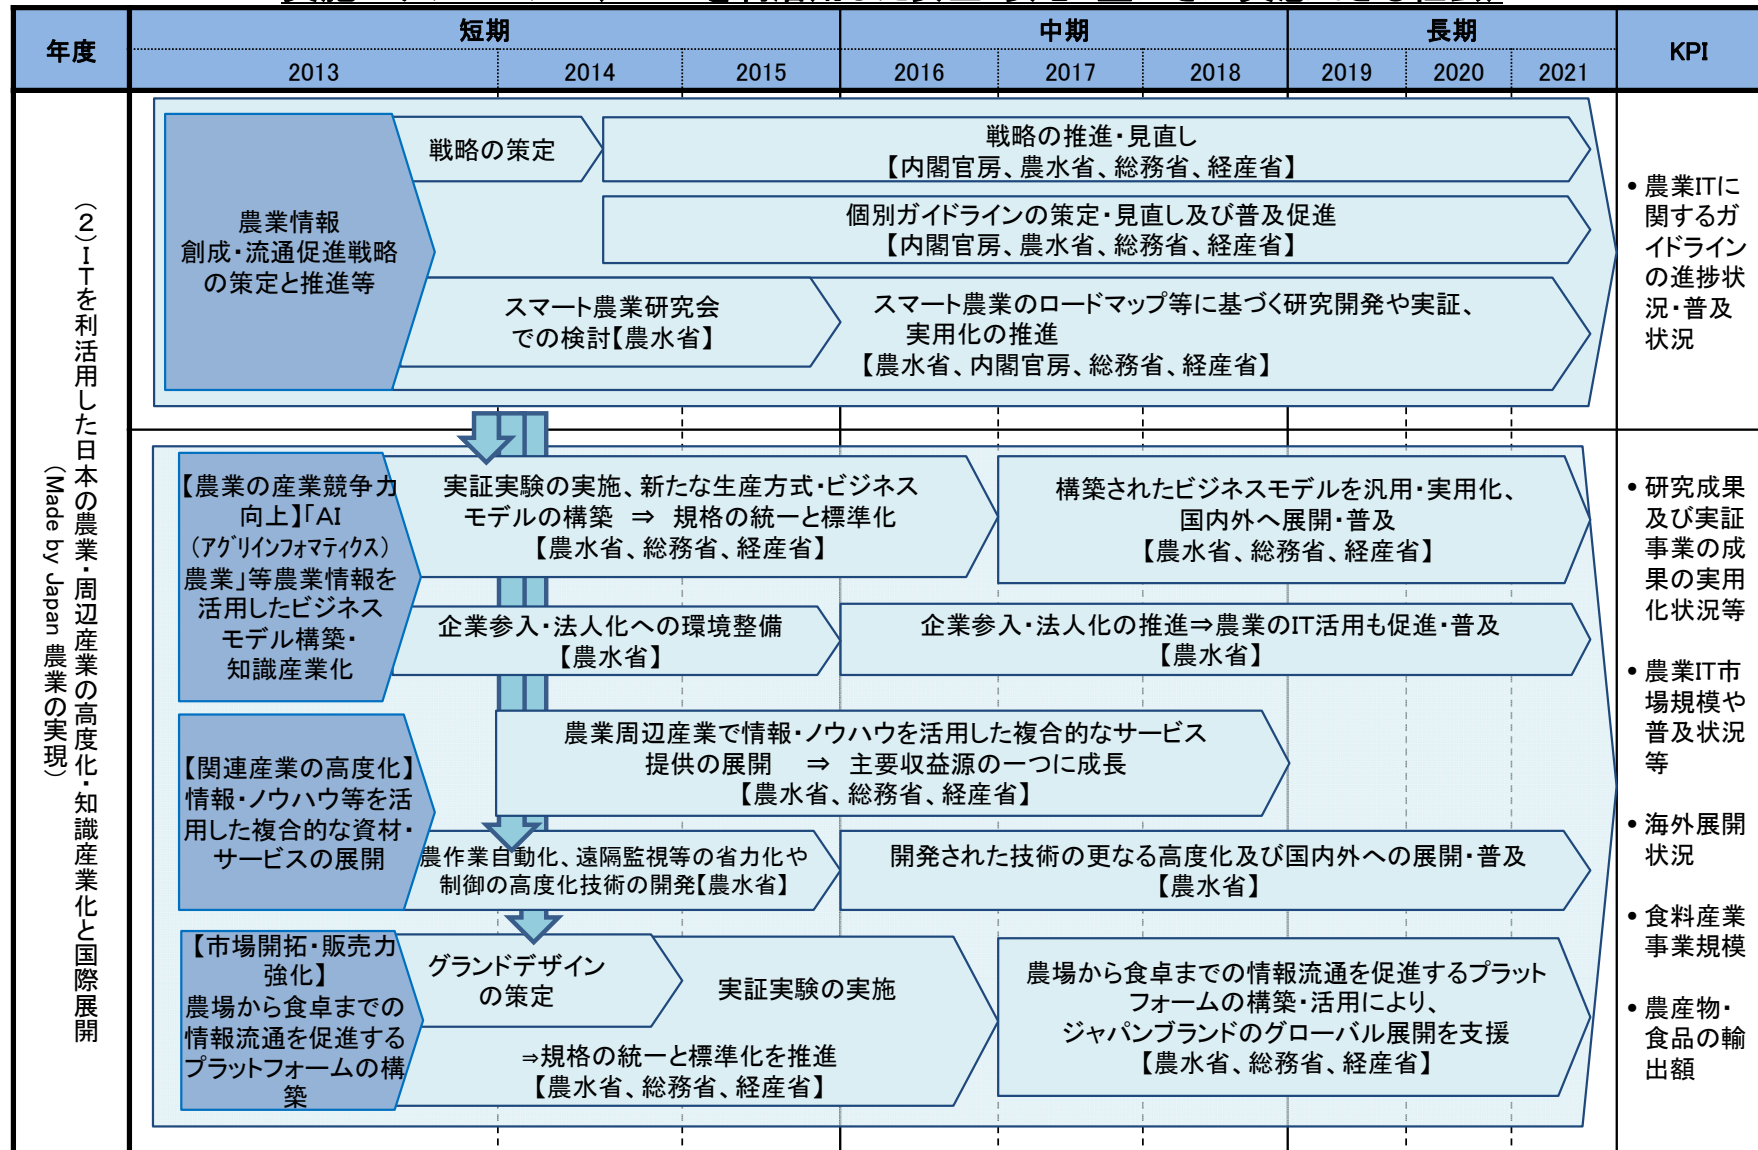 年度
短期
中期
長期
KPI
2013
2014
2015
2016
2017
2018
2019
2020
2021
(2)ITを利活用した日本の農業・周辺産業の高度化・知識産業化と国際展開
(Made by Japan 農業の実現)
農業情報
創成・流通促進戦略
の策定と推進等
戦略の策定
戦略の推進・見直し
【内閣官房、農水省、総務省、経産省】
個別ガイドラインの策定・見直し及び普及促進
【内閣官房、農水省、総務省、経産省】
スマート農業研究会
での検討【農水省】
スマート農業のロードマップ等に基づく研究開発や実証、
実用化の推進
【農水省、内閣官房、総務省、経産省】
• 農業ITに
関するガ
イドライン
の進捗状
況・普及
状況
【農業の産業競争力
向上】「AI
(アグリインフォマティクス)
農業」等農業情報を
活用したビジネス
モデル構築・
知識産業化
実証実験の実施、新たな生産方式・ビジネス
モデルの構築 ⇒ 規格の統一と標準化
【農水省、総務省、経産省】
構築されたビジネスモデルを汎用・実用化、
国内外へ展開・普及
【農水省、総務省、経産省】
企業参入・法人化への環境整備
【農水省】
企業参入・法人化の推進⇒農業のIT活用も促進・普及
【農水省】
【関連産業の高度化】
情報・ノウハウ等を活
用した複合的な資材・
サービスの展開
農業周辺産業で情報・ノウハウを活用した複合的なサービス
提供の展開 ⇒ 主要収益源の一つに成長
【農水省、総務省、経産省】
農作業自動化、遠隔監視等の省力化や
制御の高度化技術の開発【農水省】
開発された技術の更なる高度化及び国内外への展開・普及
【農水省】
【市場開拓・販売力
強化】
農場から食卓までの
情報流通を促進する
プラットフォームの構
築
グランドデザイン
の策定
実証実験の実施
⇒規格の統一と標準化を推進
【農水省、総務省、経産省】
農場から食卓までの情報流通を促進するプラット
フォームの構築・活用により、
ジャパンブランドのグローバル展開を支援
【農水省、総務省、経産省】
• 研究成果
及び実証
事業の成
果の実用
化状況等
• 農業IT市
場規模や
普及状況
等
• 海外展開
状況
• 食料産業
事業規模
• 農産物・
食品の輸
出額